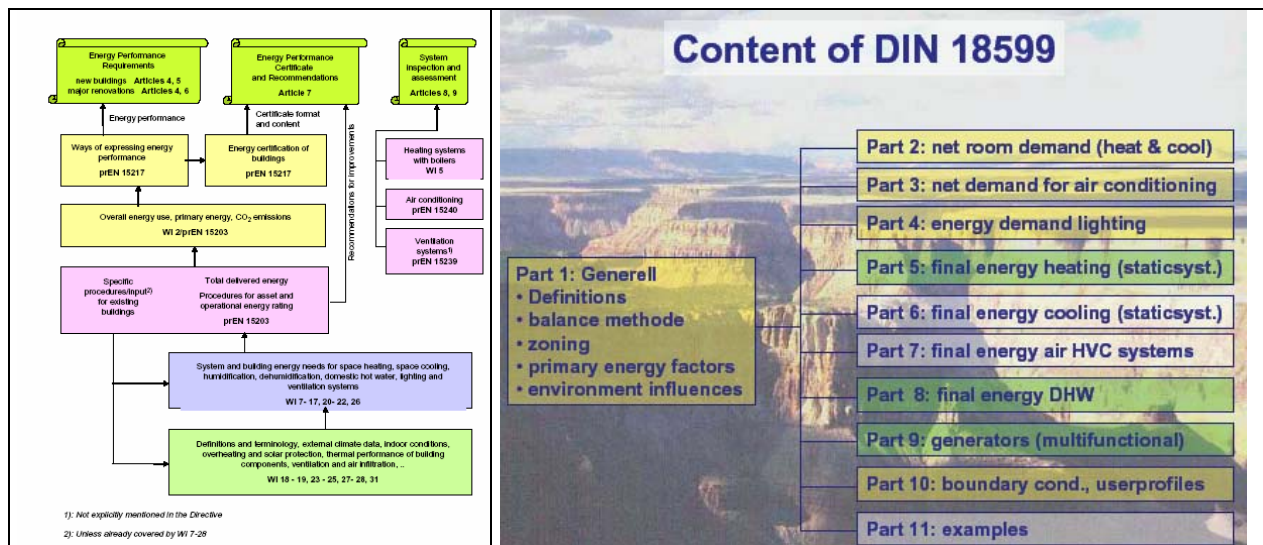 Energy Performance
Requirements
new buildings Articles 4, 5
major renovations Articles 4, 6
Energy Performance
Certificate
and Recommendations
Article 7
System
inspection and
assessment
Articles 8, 9
Energy performance
Certificate format
and content
Ways of expressing energy
performance
prEN 15217
Energy certification of
buildings
prEN 15217
Recommendations for improvements
Heating systems
with boilers
WI 5
Air conditioning
prEN 15240
Ventilation
systems¹⁾
prEN 15239
Overall energy use, primary energy, CO₂ emissions
WI 2/prEN 15203
Specific
procedures/input²⁾
for existing
buildings
Total delivered energy
Procedures for asset and
operational energy rating
prEN 15203
System and building energy needs for space heating, space cooling,
humidification, dehumidification, domestic hot water, lighting and
ventilation systems
WI 7- 17, 20- 22, 26
Definitions and terminology, external climate data, indoor conditions,
overheating and solar protection, thermal performance of building
components, ventilation and air infiltration, ..
WI 18 - 19, 23 - 25, 27- 28, 31
1): Not explicitly mentioned in the Directive
2): Unless already covered by WI 7-28
Content of DIN 18599
Part 1: Generell
• Definitions
• balance methode
• zoning
• primary energy factors
• environment influences
Part 2: net room demand (heat & cool)
Part 3: net demand for air conditioning
Part 4: energy demand lighting
Part 5: final energy heating (staticsyst.)
Part 6: final energy cooling (staticsyst.)
Part 7: final energy air HVC systems
Part 8: final energy DHW
Part 9: generators (multifunctional)
Part 10: boundary cond., userprofiles
Part 11: examples